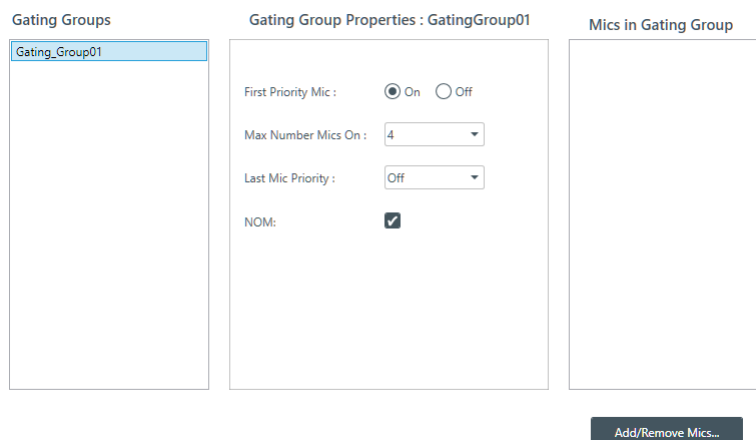 Gating Groups
Gating_Group01
Gating Group Properties : GatingGroup01
First Priority Mic :
On
Off
Max Number Mics On :
4
Last Mic Priority :
Off
NOM:
Mics in Gating Group
Add/Remove Mics...